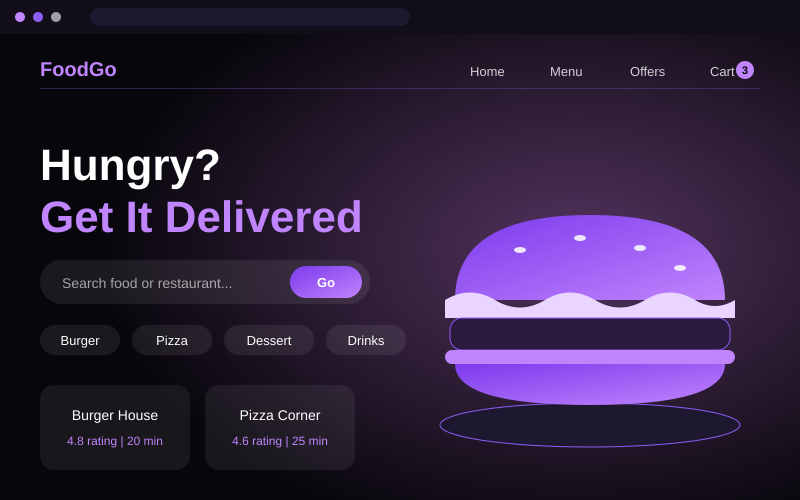 FoodGo
Home Menu Offers Cart 3
Hungry?
Get It Delivered
Search food or restaurant... Go
Burger Pizza Dessert Drinks
Burger House
4.8 rating | 20 min
Pizza Corner
4.6 rating | 25 min